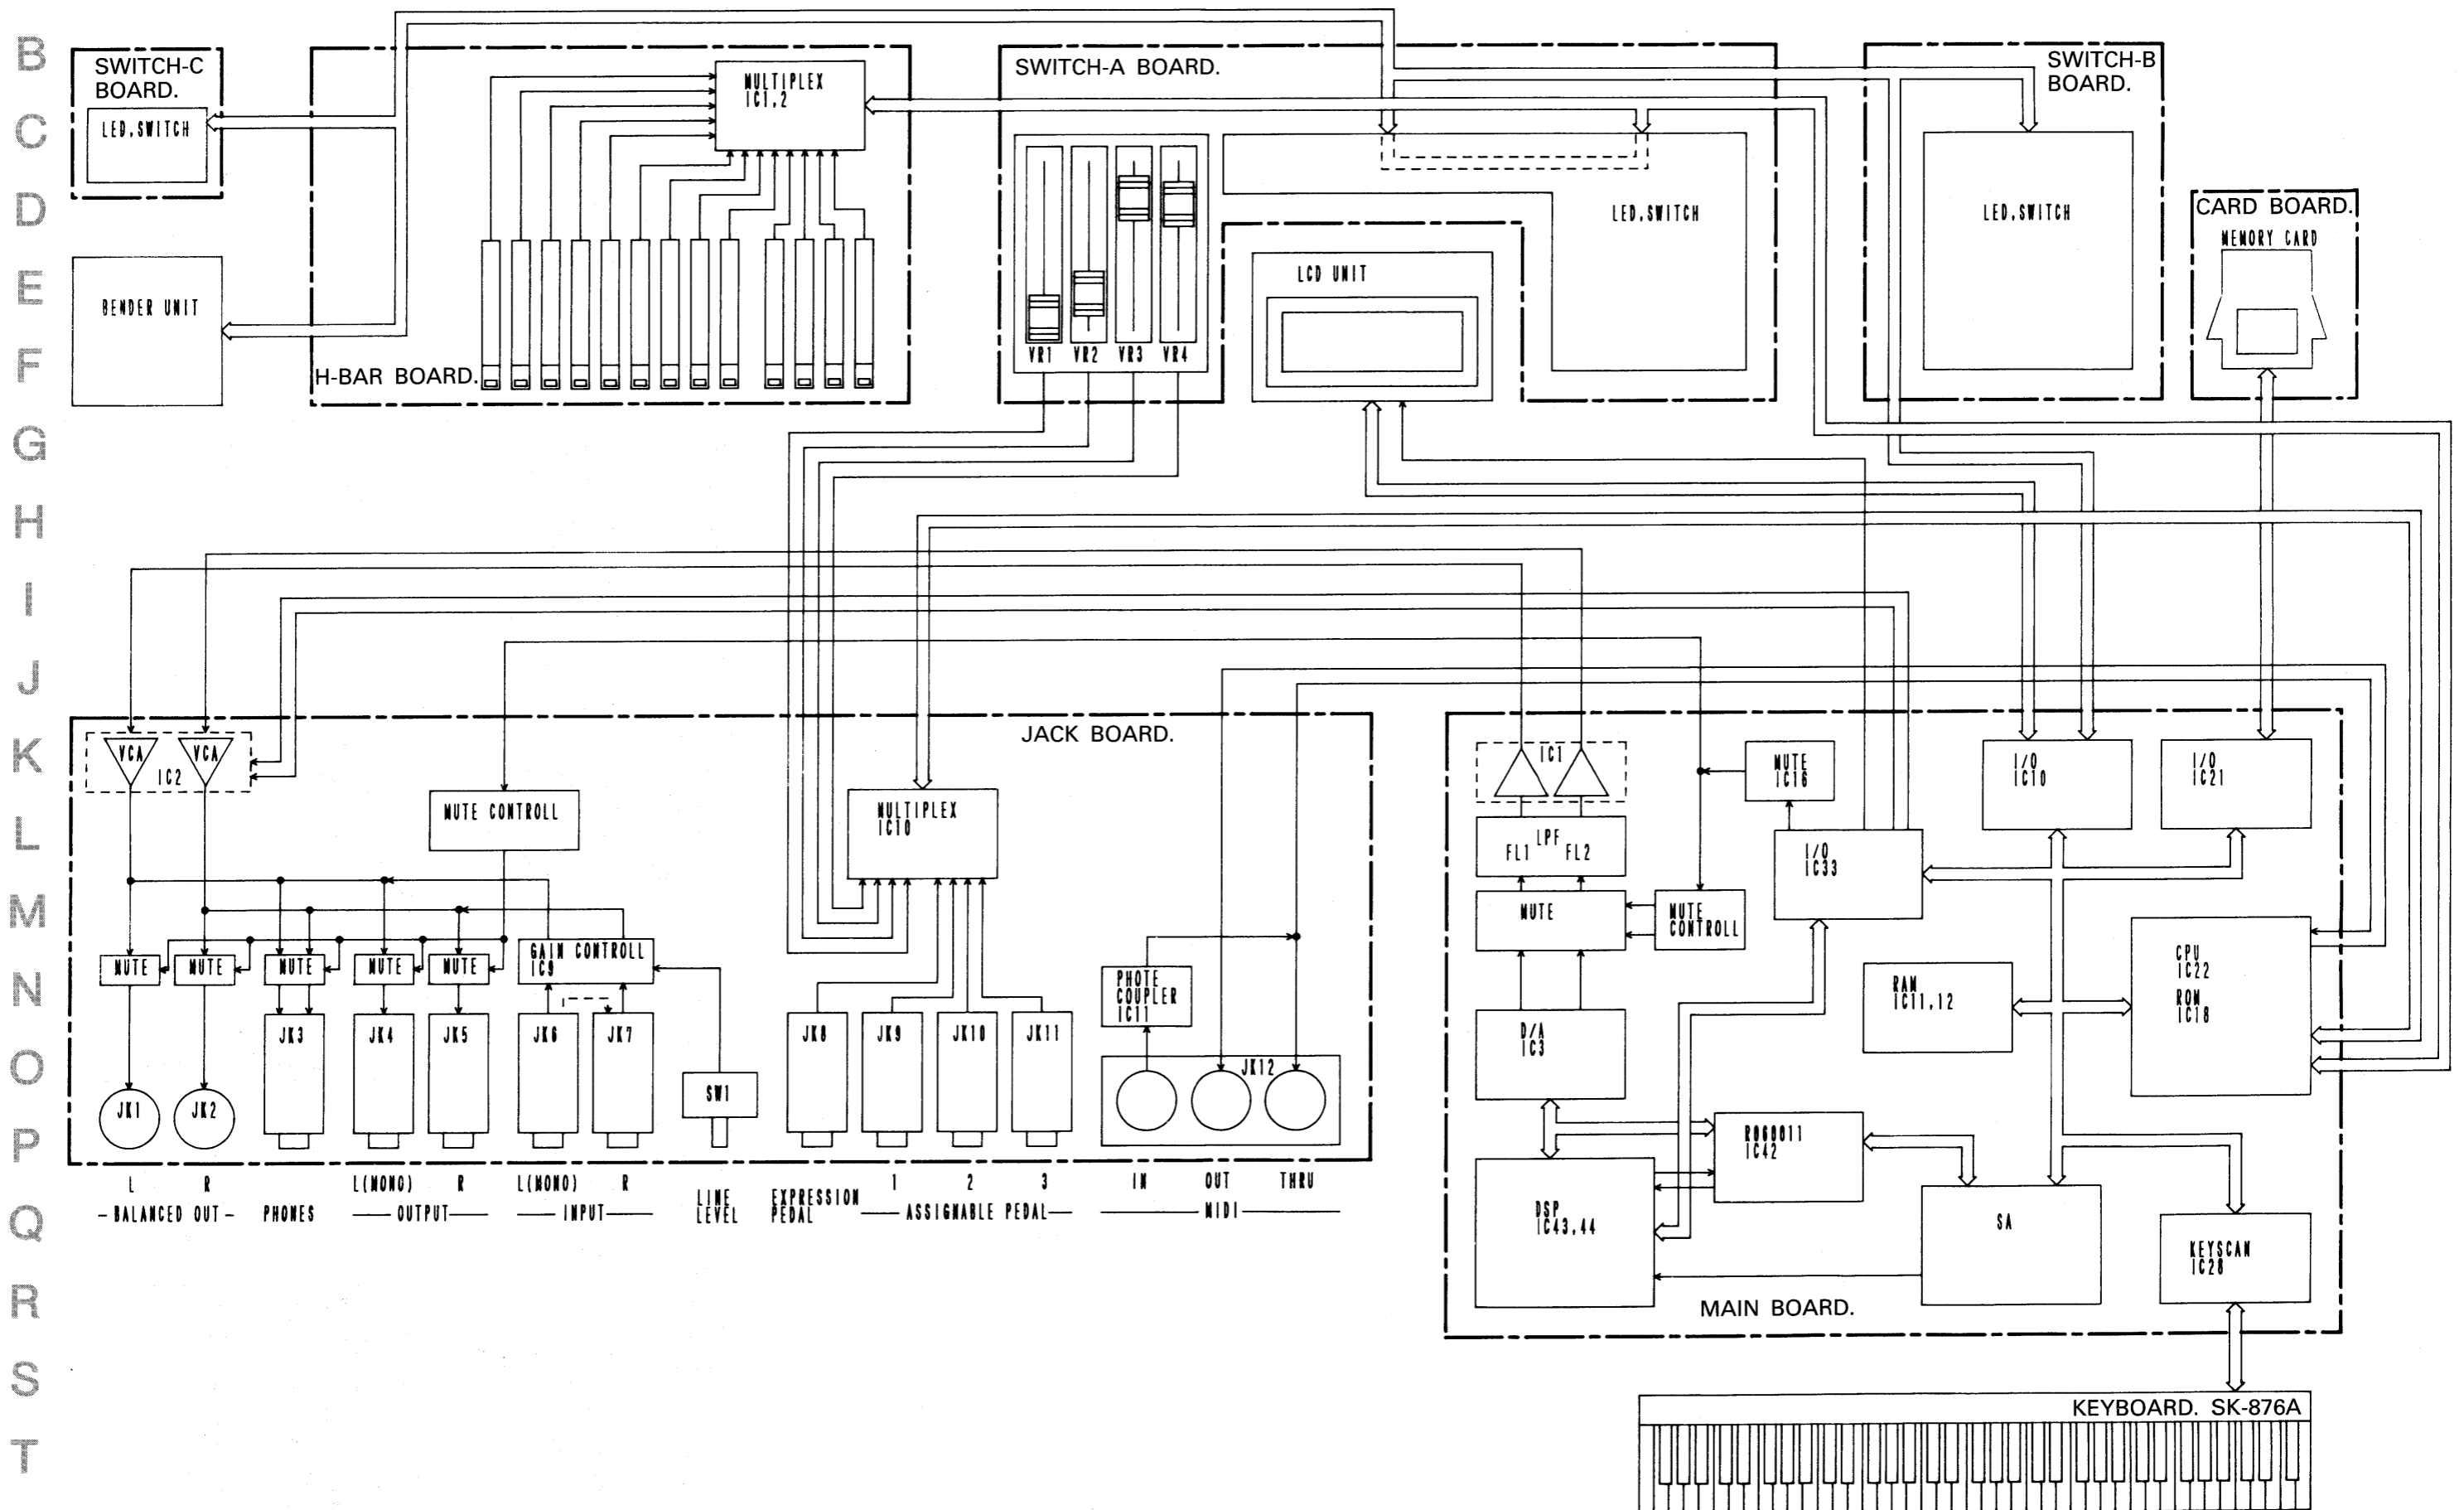 B
C
D
E
F
G
H
I
J
K
L
M
N
O
P
Q
R
S
T
SWITCH-C
BOARD.
LED,SWITCH
BENDER UNIT
H-BAR BOARD.
MULTIPLEX
IC1,2
SWITCH-A BOARD.
VR1
VR2
VR3
VR4
LED,SWITCH
LCD UNIT
SWITCH-B
BOARD.
LED,SWITCH
CARD BOARD.
MEMORY CARD
JACK BOARD.
VCA
VCA
IC2
MUTE CONTROLL
MULTIPLEX
IC10
MUTE
MUTE
MUTE
MUTE
MUTE
GAIN CONTROLL
IC9
PHOTE
COUPLER
IC11
JK1
JK2
JK3
JK4
JK5
JK6
JK7
SW1
JK8
JK9
JK10
JK11
JK12
L
R
BALANCED OUT
PHONES
L(MONO)
R
OUTPUT
L(MONO)
R
INPUT
LINE
LEVEL
EXPRESSION
PEDAL
1
2
3
ASSIGNABLE PEDAL
IN
OUT
THRU
MIDI
IC1
LPF
FL1
FL2
MUTE
MUTE
IC16
MUTE
CONTROLL
I/O
IC33
I/O
IC10
I/O
IC21
D/A
IC3
RAM
IC11,12
CPU
IC22
ROM
IC18
R060011
IC42
DSP
IC43,44
SA
KEYSCAN
IC28
MAIN BOARD.
KEYBOARD. SK-876A